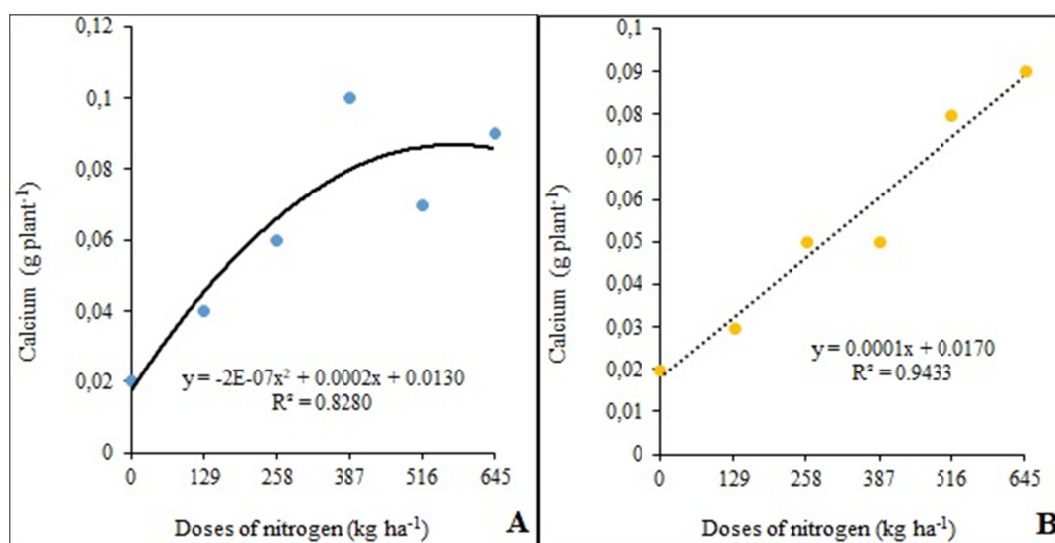 0,12
0,1
0,08
0,06
0,04
0,02
0
Calcium (g plant⁻¹)
y = -2E-07x² + 0.0002x + 0.0130
R² = 0.8280
0 129 258 387 516 645
Doses of nitrogen (kg ha⁻¹)
A
0,1
0,09
0,08
0,07
0,06
0,05
0,04
0,03
0,02
0,01
0
Calcium (g plant⁻¹)
y = 0.0001x + 0.0170
R² = 0.9433
0 129 258 387 516 645
Doses of nitrogen (kg ha⁻¹)
B